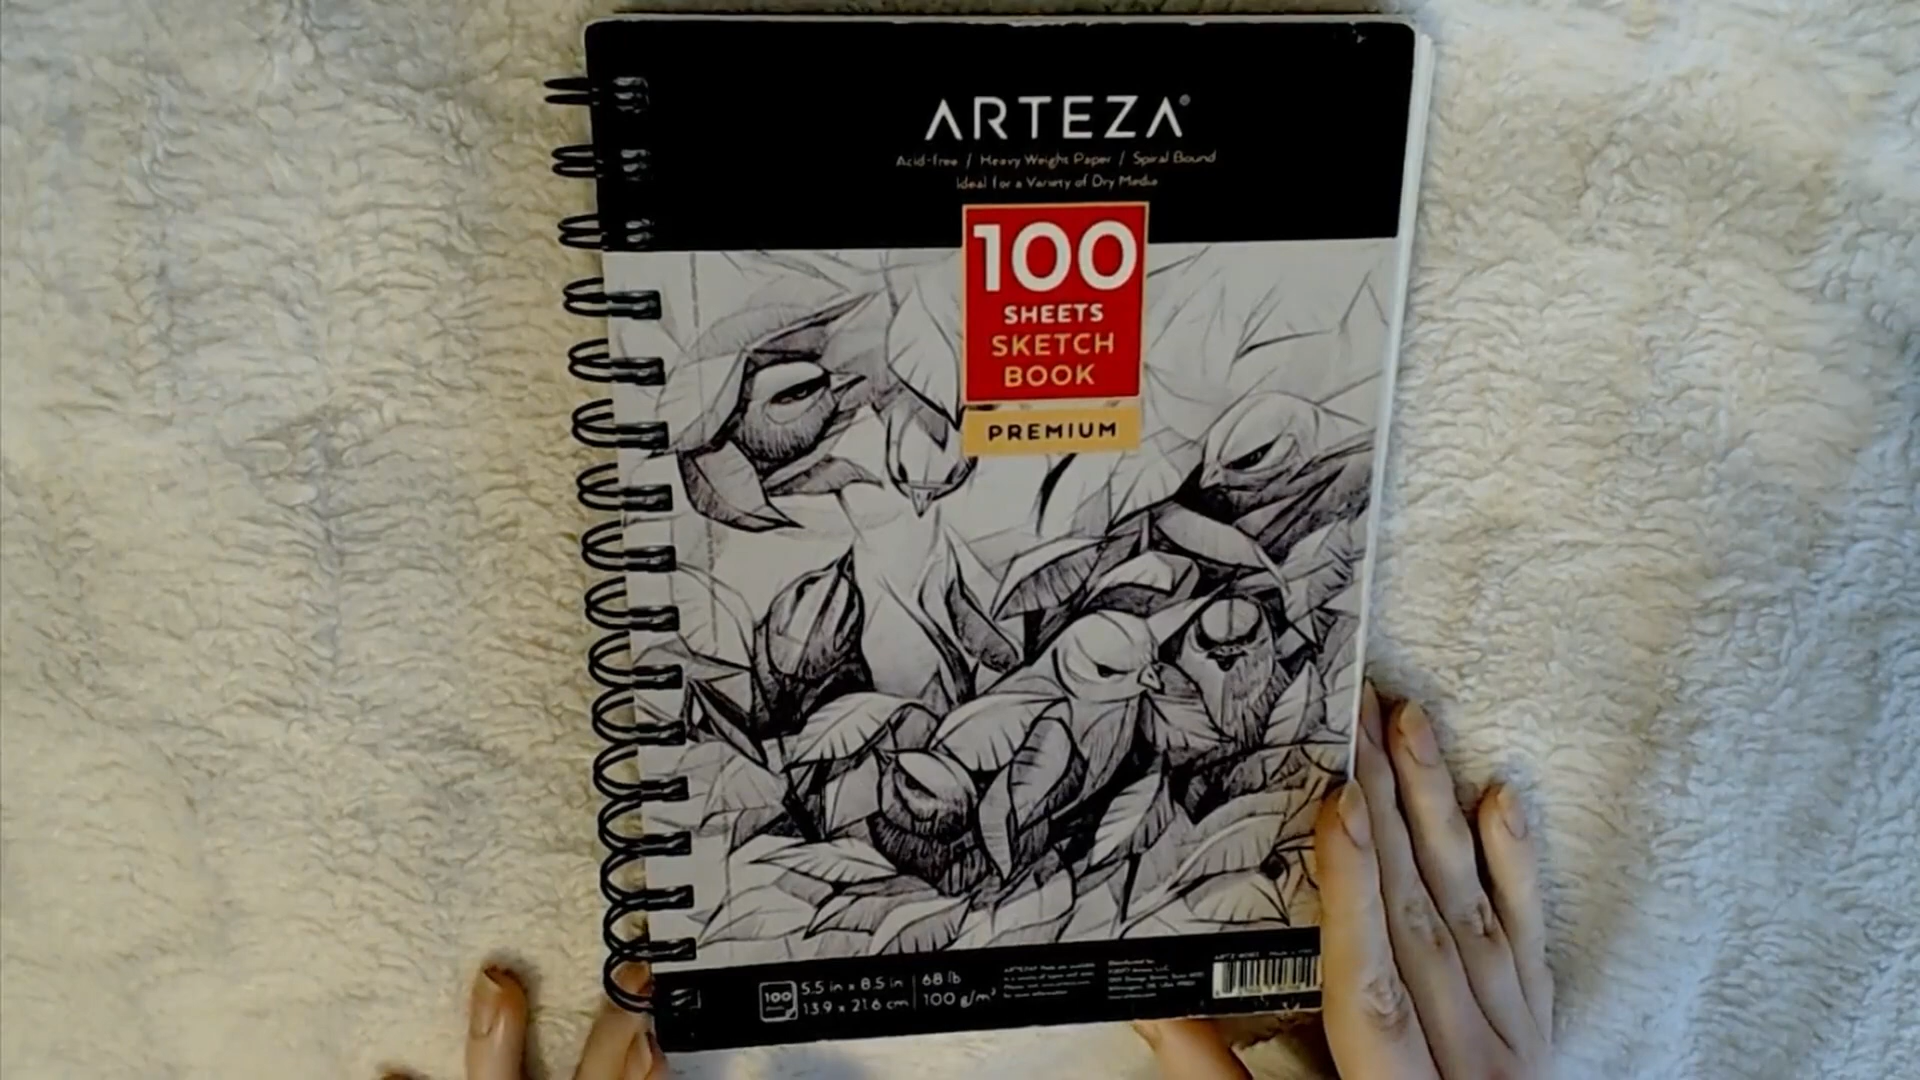 ARTEZA®
Acid-free / Heavy Weight Paper / Spiral Bound
Ideal for a Variety of Dry Media
100
SHEETS
SKETCH
BOOK
PREMIUM
100
5.5 in x 8.5 in
13.9 x 21.6 cm
68 lb
100 g/m²